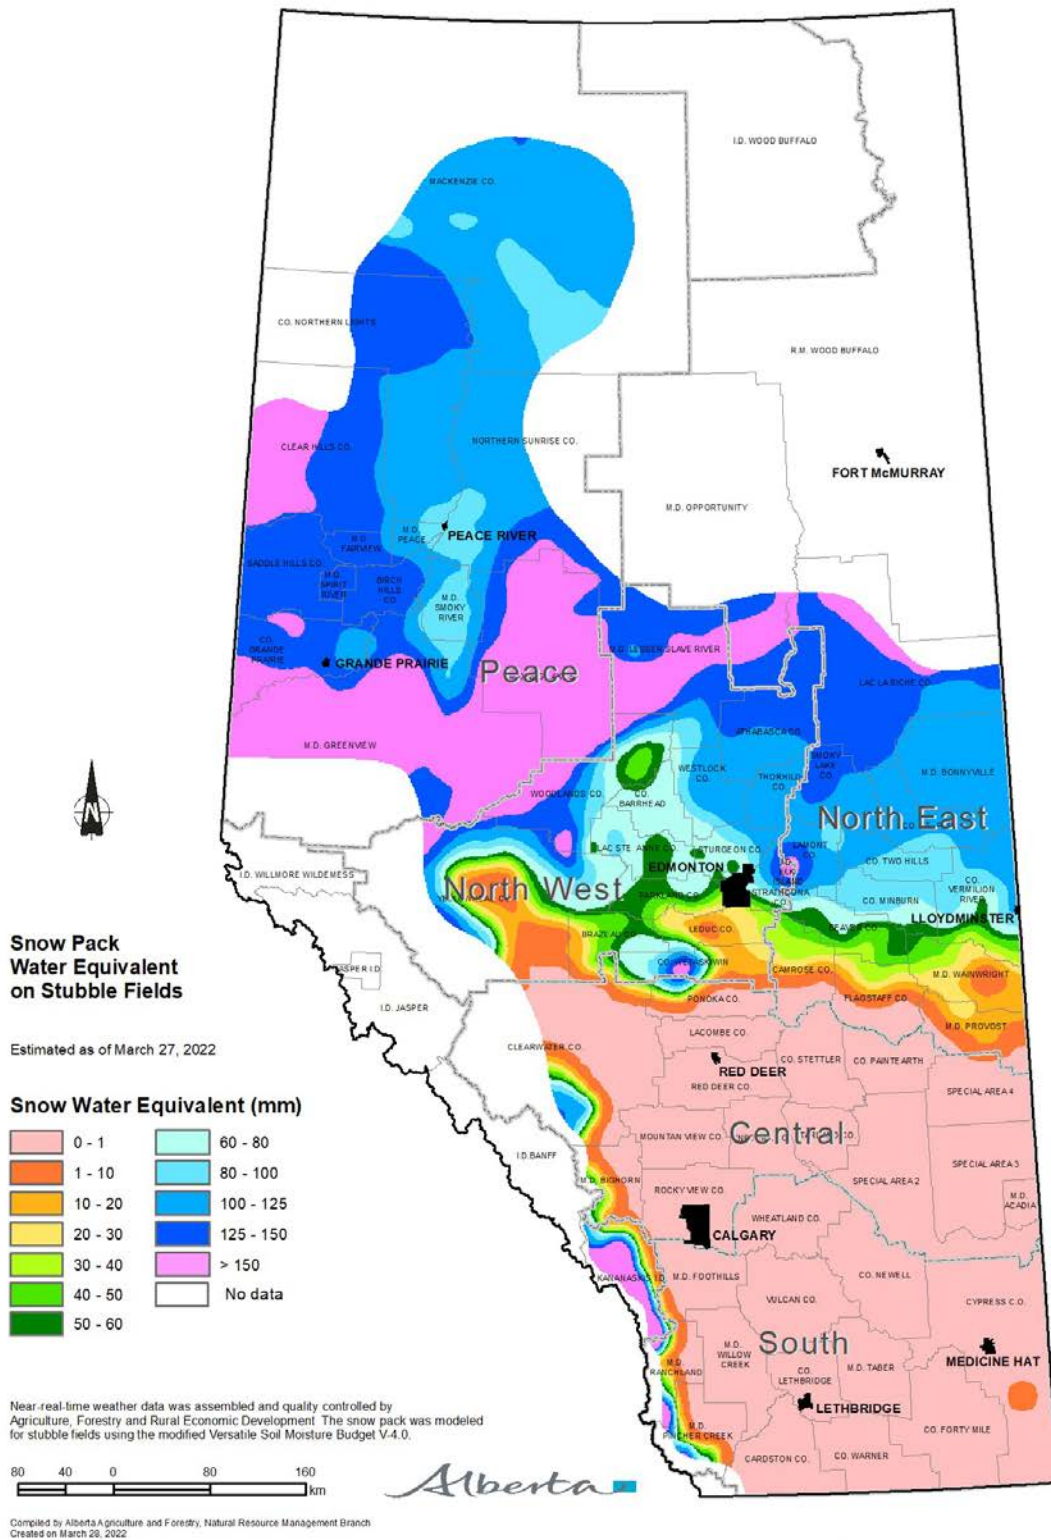 I.D. WOOD BUFFALO
MACKENZIE CO.
CO. NORTHERN LIGHTS
R.M. WOOD BUFFALO
CLEAR HILLS CO.
NORTHERN SUNRISE CO.
FORT McMURRAY
M.D. OPPORTUNITY
M.D. PEACE
PEACE RIVER
M.D. FAIRVIEW
SADDLE HILLS CO.
M.D. SPIRIT RIVER
BIRCH HILLS CO.
M.D. SMOKY RIVER
CO. GRANDE PRAIRIE
GRANDE PRAIRIE
M.D. LESSER SLAVE RIVER
Peace
LAC LA BICHE CO.
M.D. GREENVIEW
ATHABASCA CO.
WESTLOCK CO.
SMOKY LAKE CO.
THORHILD CO.
M.D. BONNYVILLE
WOODLANDS CO.
CO. BARRHEAD
North East
N
LAC STE ANNE CO.
STURGEON CO.
LAMONT CO.
EDMONTON
CO. TWO HILLS
I.D. WILLMORE WILDERNESS
North West
PARKLAND CO.
STRATHCONA CO.
CO. MINBURN
CO. VERMILION RIVER
LLOYDMINSTER
BRAZEAU CO.
LEDUC CO.
BEAVER CO.
CO. WETASKIWIN
CAMROSE CO.
M.D. WAINWRIGHT
Snow Pack
Water Equivalent
on Stubble Fields
JASPER I.D.
I.D. JASPER
PONOKA CO.
FLAGSTAFF CO.
M.D. PROVOST
Estimated as of March 27, 2022
CLEARWATER CO.
LACOMBE CO.
CO. STETTLER
CO. PAINTEARTH
RED DEER
RED DEER CO.
SPECIAL AREA 4
Snow Water Equivalent (mm)
0 - 1
1 - 10
10 - 20
20 - 30
30 - 40
40 - 50
50 - 60
60 - 80
80 - 100
100 - 125
125 - 150
> 150
No data
MOUNTAIN VIEW CO.
Central
I.D. BANFF
M.D. BIGHORN
SPECIAL AREA 3
SPECIAL AREA 2
M.D. ACADIA
ROCKY VIEW CO.
WHEATLAND CO.
CALGARY
KANANASKIS I.D.
M.D. FOOTHILLS
CO. NEWELL
VULCAN CO.
CYPRESS CO.
South
M.D. WILLOW CREEK
M.D. RANCHLAND
CO. LETHBRIDGE
M.D. TABER
MEDICINE HAT
LETHBRIDGE
M.D. PINCHER CREEK
CO. FORTY MILE
CARDSTON CO.
CO. WARNER
Near-real-time weather data was assembled and quality controlled by
Agriculture, Forestry and Rural Economic Development. The snow pack was modeled
for stubble fields using the modified Versatile Soil Moisture Budget V-4.0.
80 40 0 80 160
km
Alberta
Compiled by Alberta Agriculture and Forestry, Natural Resource Management Branch
Created on March 28, 2022